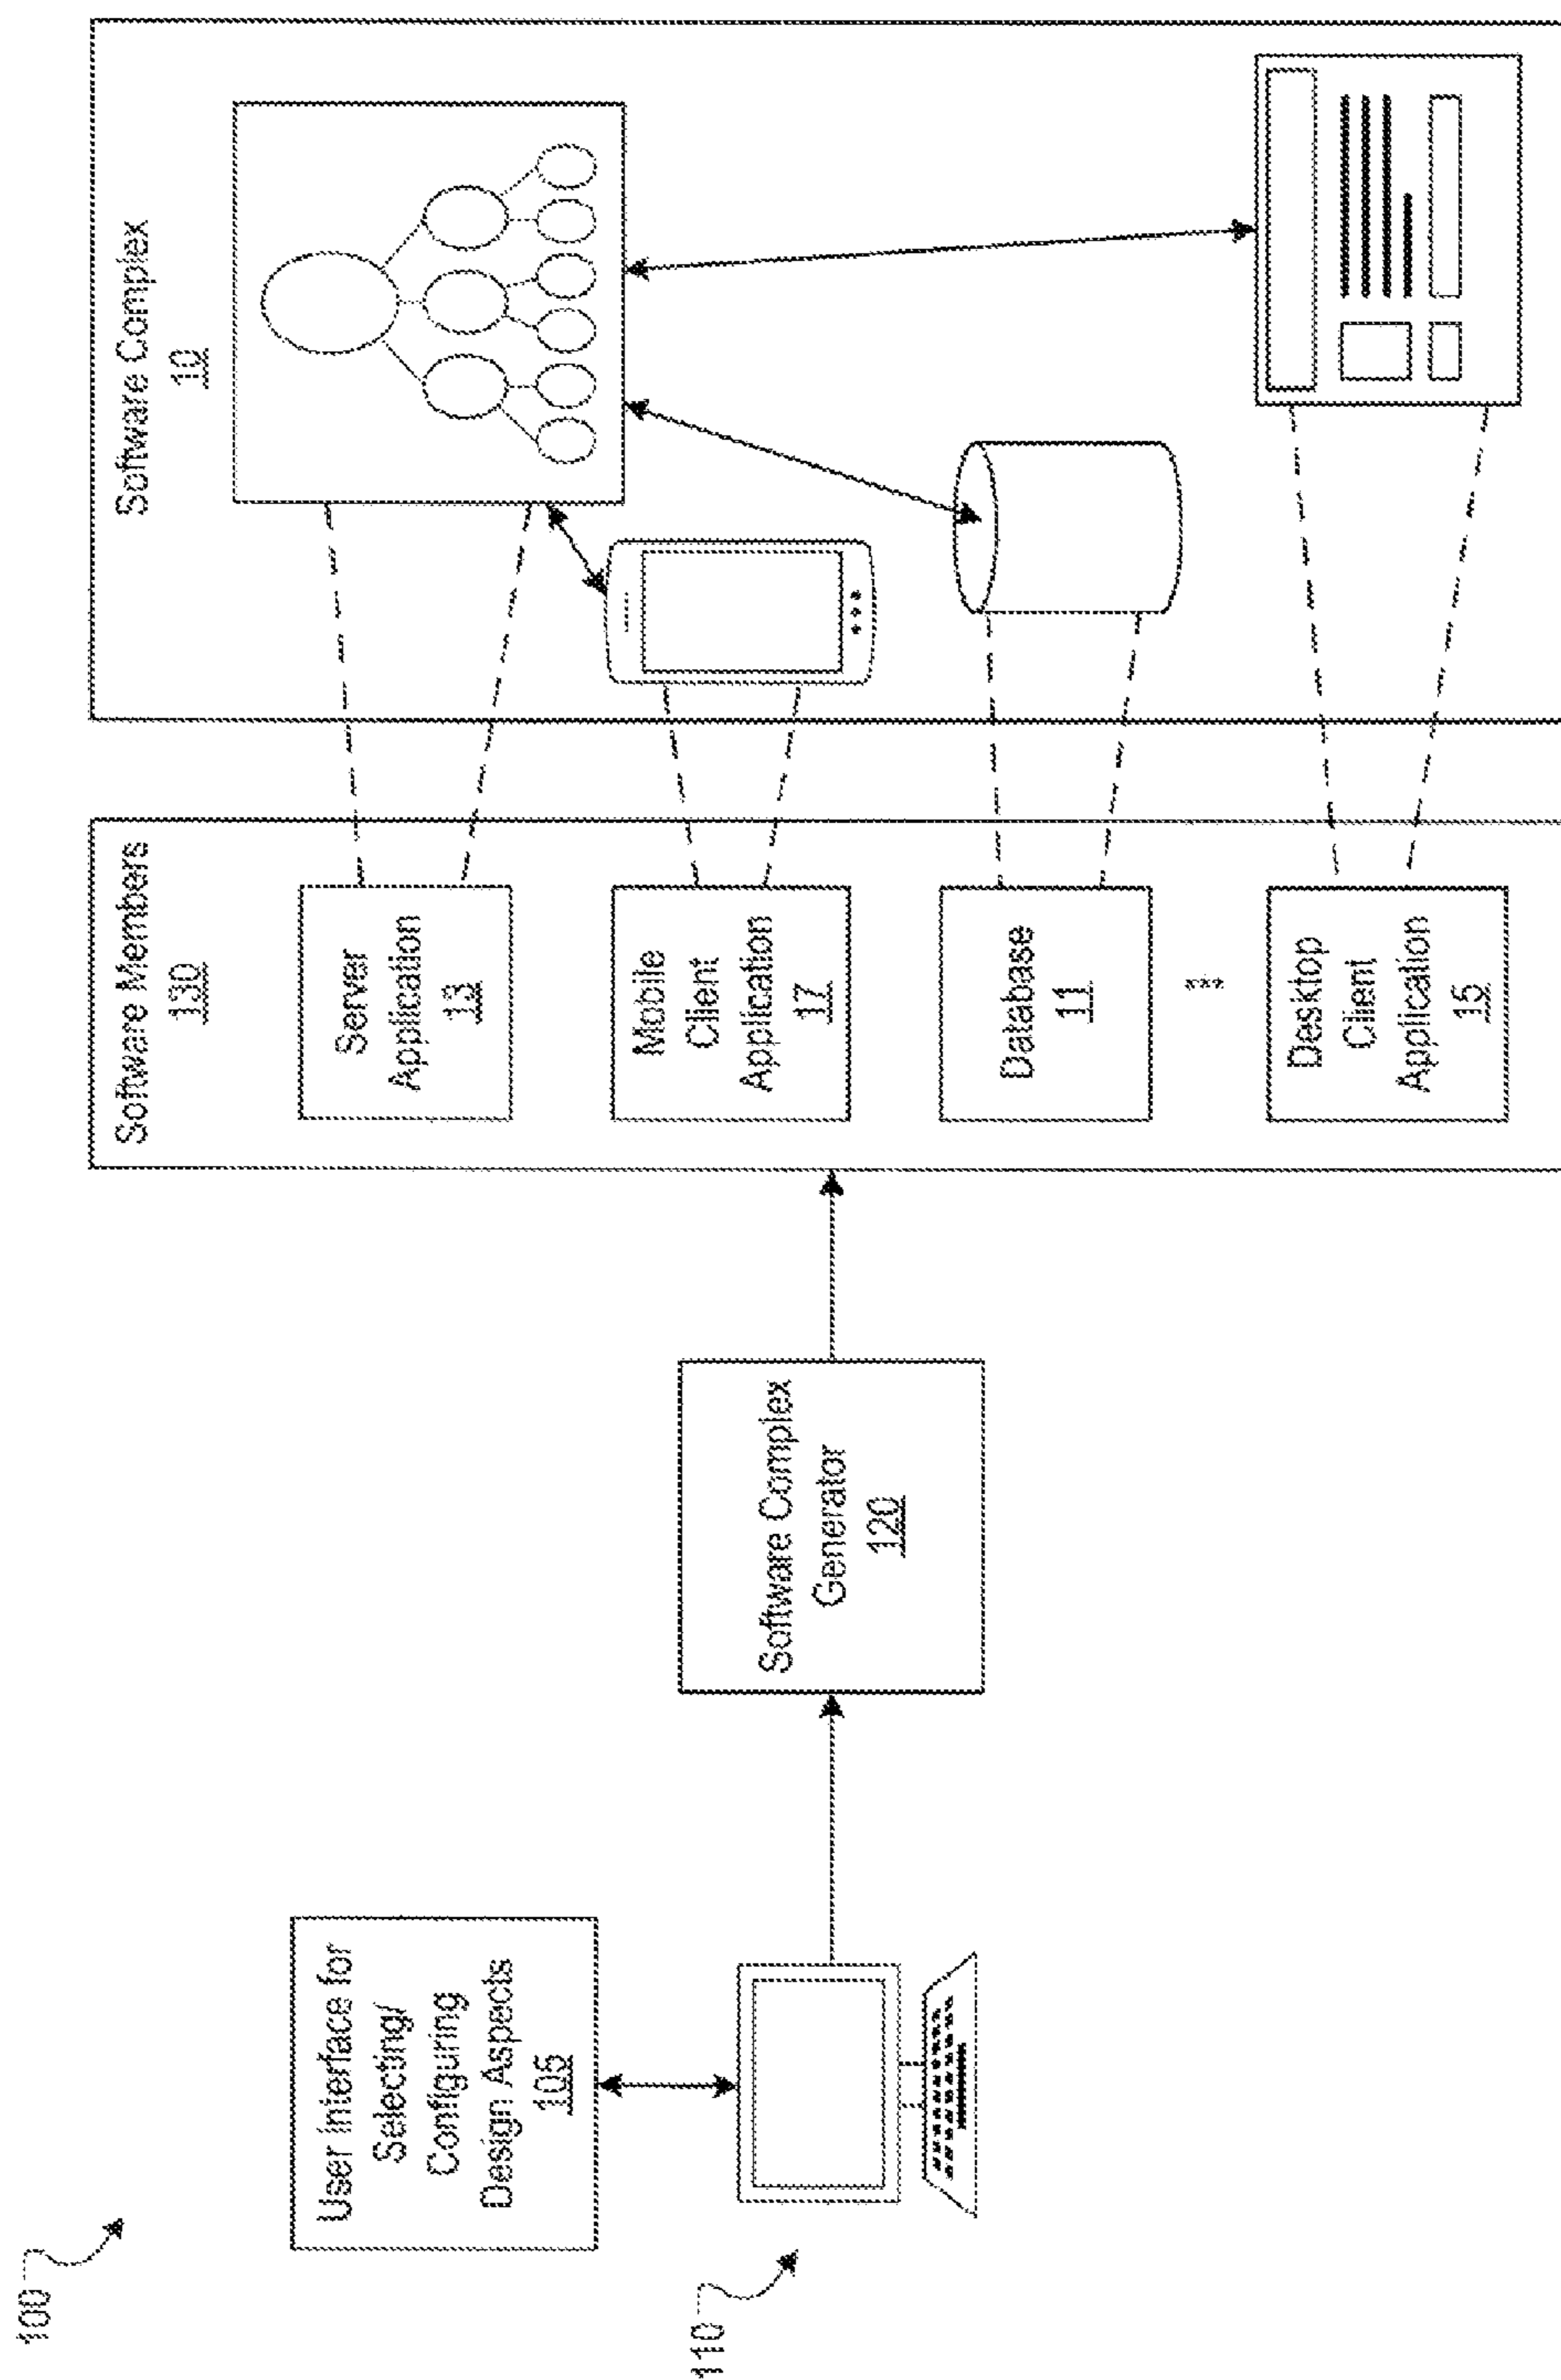 100
User Interface for
Selecting/
Configuring
Design Aspects
105
110
Software Complex
Generator
120
Software Members
130
Server
Application
13
Mobile
Client
Application
17
Database
11
Desktop
Client
Application
15
Software Complex
10